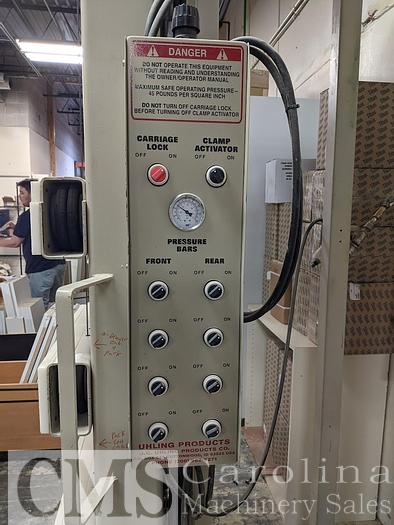 DANGER
DO NOT OPERATE THIS EQUIPMENT
WITHOUT READING AND UNDERSTANDING
THE OWNER/OPERATOR MANUAL
MAXIMUM SAFE OPERATING PRESSURE-
45 POUNDS PER SQUARE INCH
DO NOT TURN OFF CARRIAGE LOCK
BEFORE TURNING OFF CLAMP ACTIVATOR
CARRIAGE LOCK
OFF ON
CLAMP ACTIVATOR
OFF ON
PRESSURE
BARS
FRONT REAR
OFF ON OFF ON
OFF ON OFF ON
OFF ON OFF ON
OFF ON OFF ON
UHLING PRODUCTS
J.C. UHLING PRODUCTS CO.
CMS Carolina
Machinery Sales